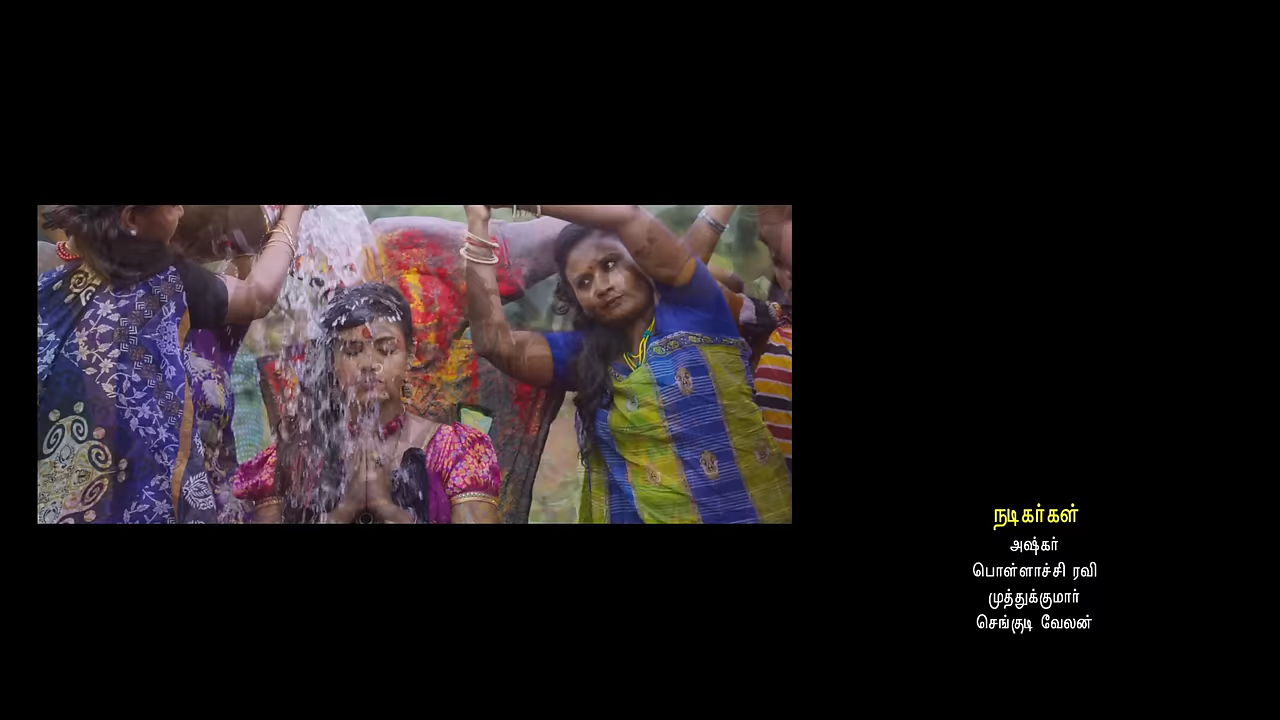 நடிகர்கள்
அஷ்கர்
பொள்ளாச்சி ரவி
முத்துக்குமார்
செங்குடி வேலன்